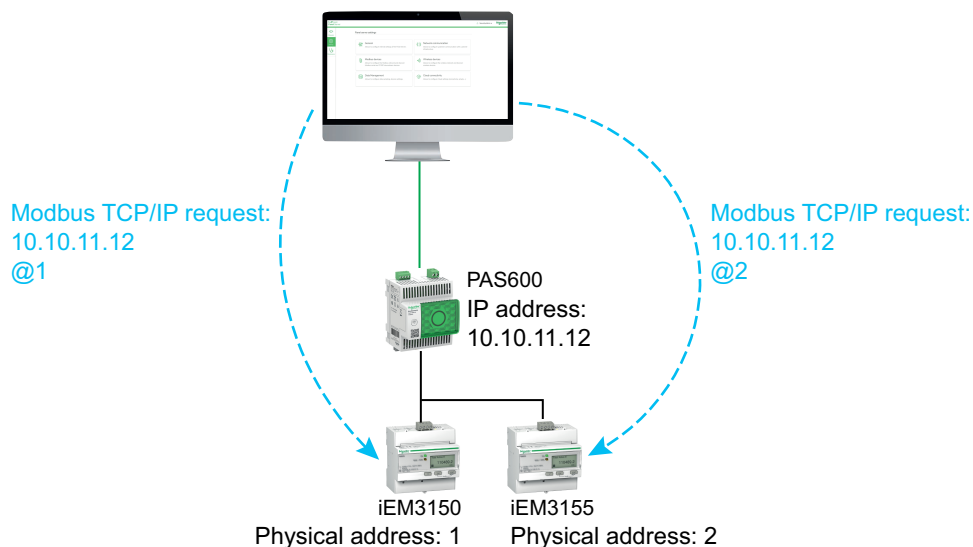 Modbus TCP/IP request:
10.10.11.12
@1
Modbus TCP/IP request:
10.10.11.12
@2
PAS600
IP address:
10.10.11.12
iEM3150
Physical address: 1
iEM3155
Physical address: 2